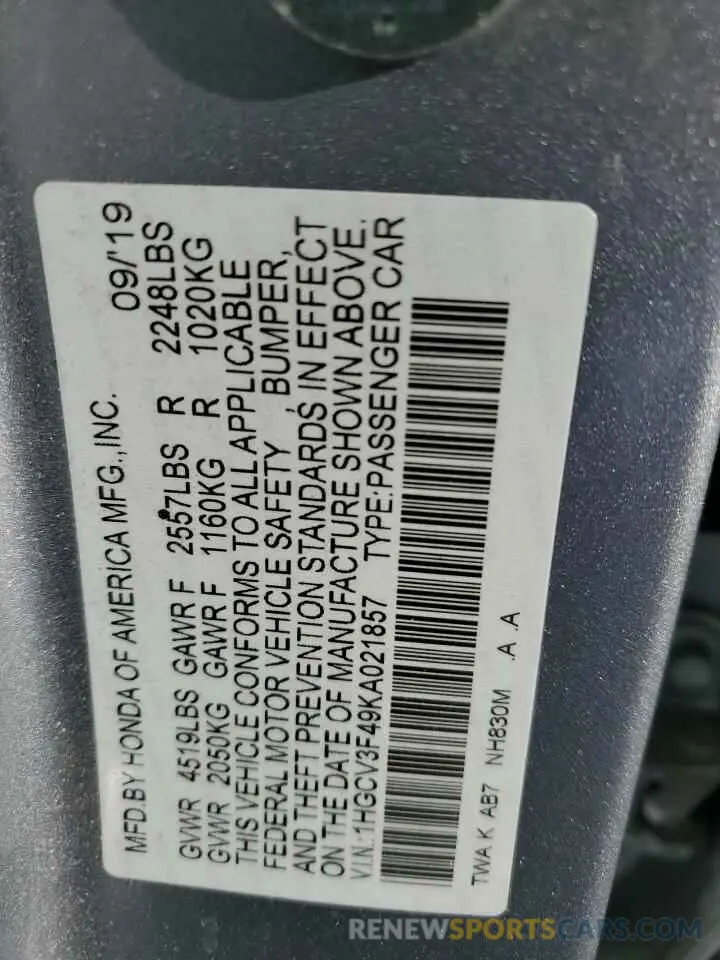 MFD.BY HONDA OF AMERICA MFG.,INC. 09/'19
GVWR 4519LBS GAWR F 2557LBS R 2248LBS
GVWR 2050KG GAWR F 1160KG R 1020KG
THIS VEHICLE CONFORMS TO ALL APPLICABLE
FEDERAL MOTOR VEHICLE SAFETY , BUMPER,
AND THEFT PREVENTION STANDARDS IN EFFECT
ON THE DATE OF MANUFACTURE SHOWN ABOVE.
V.I.N.:1HGCV3F49KA021857 TYPE:PASSENGER CAR
TWA K AB7 NH830M .A .A
RENEWSPORTSCARS.COM